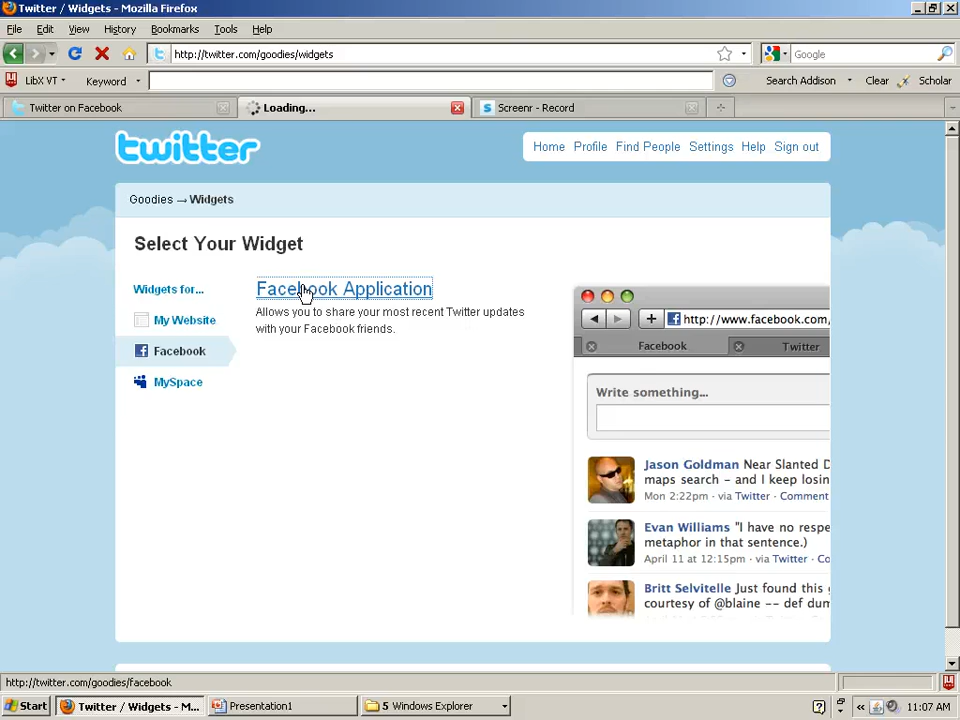 Twitter / Widgets - Mozilla Firefox
File Edit View History Bookmarks Tools Help
http://twitter.com/goodies/widgets
Google
LibX VT Keyword Search Addison Clear Scholar
Twitter on Facebook Loading... Screenr - Record
twitter
Home Profile Find People Settings Help Sign out
Goodies → Widgets
Select Your Widget
Widgets for...
My Website
Facebook
MySpace
Facebook Application
Allows you to share your most recent Twitter updates
with your Facebook friends.
http://www.facebook.com,
Facebook Twitter
Write something...
Jason Goldman Near Slanted D
maps search – and I keep losin
Mon 2:22pm · via Twitter · Comment
Evan Williams "I have no respe
metaphor in that sentence.)
April 11 at 12:15pm · via Twitter · Co
Britt Selvitelle Just found this
courtesy of @blaine -- def dum
http://twitter.com/goodies/facebook
Start Twitter / Widgets - M... Presentation1 5 Windows Explorer 11:07 AM